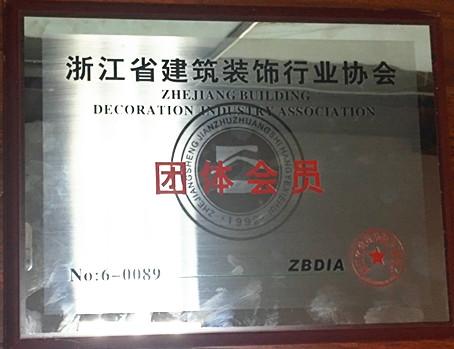 浙江省建筑装饰行业协会
ZHEJIANG BUILDING
DECORATION INDUSTRY ASSOCIATION
团体会员
No:6-0089
ZBDIA